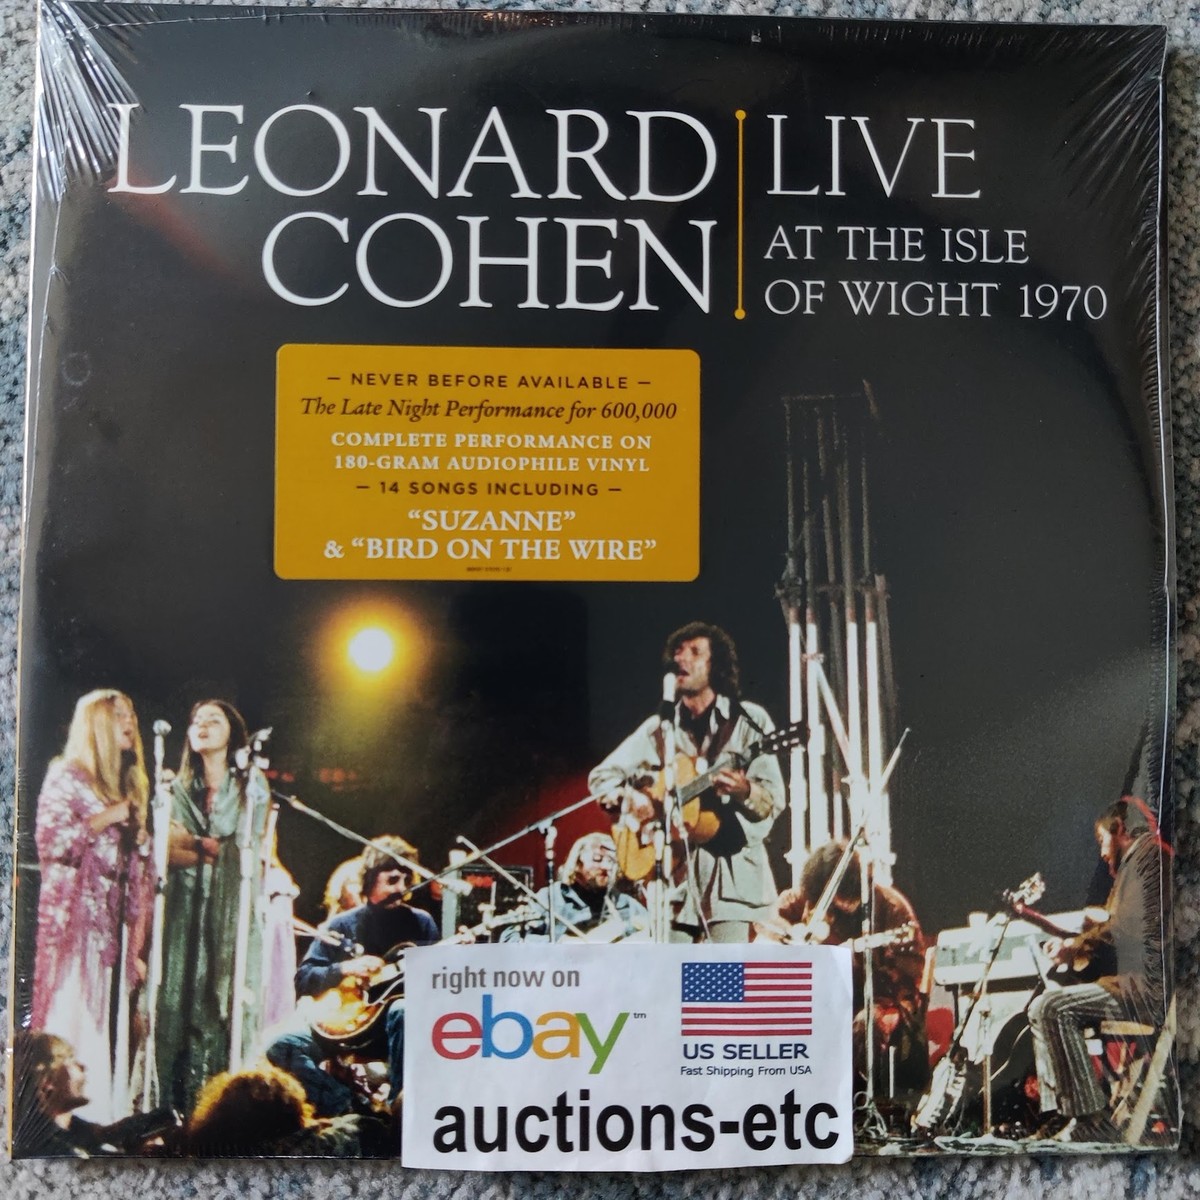 LEONARD
COHEN
LIVE
AT THE ISLE
OF WIGHT 1970
— NEVER BEFORE AVAILABLE —
The Late Night Performance for 600,000
COMPLETE PERFORMANCE ON
180-GRAM AUDIOPHILE VINYL
— 14 SONGS INCLUDING —
“SUZANNE”
& “BIRD ON THE WIRE”
right now on
ebay™
US SELLER
Fast Shipping From USA
auctions-etc